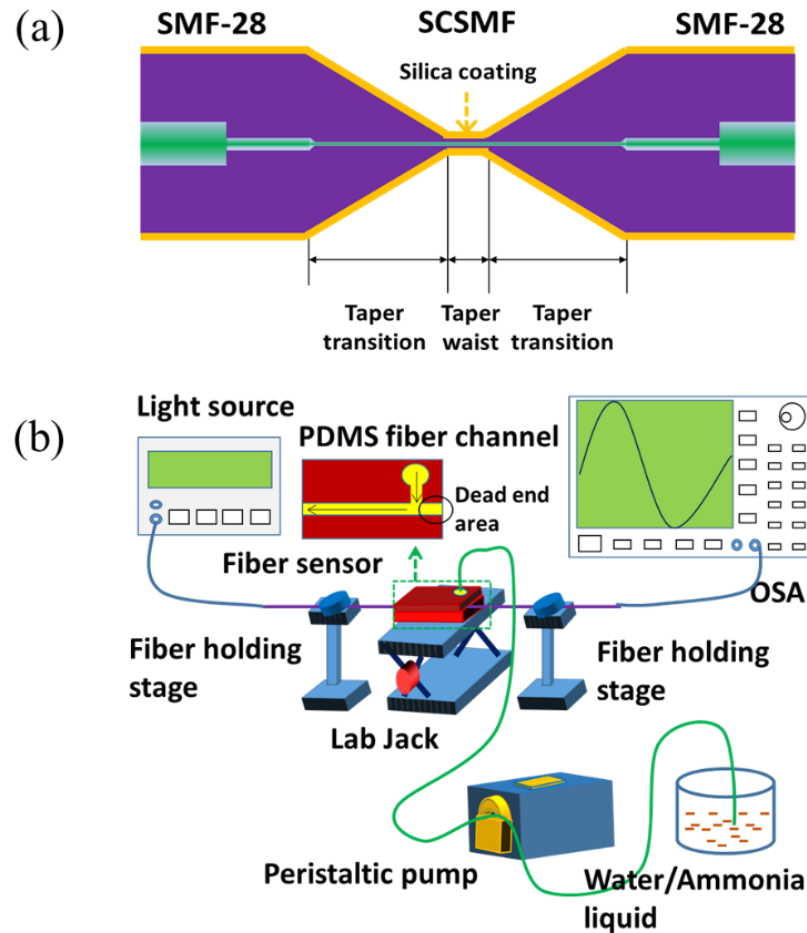 (a)
SMF-28
SCSMF
SMF-28
Silica coating
Taper
transition
Taper
waist
Taper
transition
(b)
Light source
PDMS fiber channel
Dead end
area
Fiber sensor
OSA
Fiber holding
stage
Fiber holding
stage
Lab Jack
Peristaltic pump
Water/Ammonia
liquid